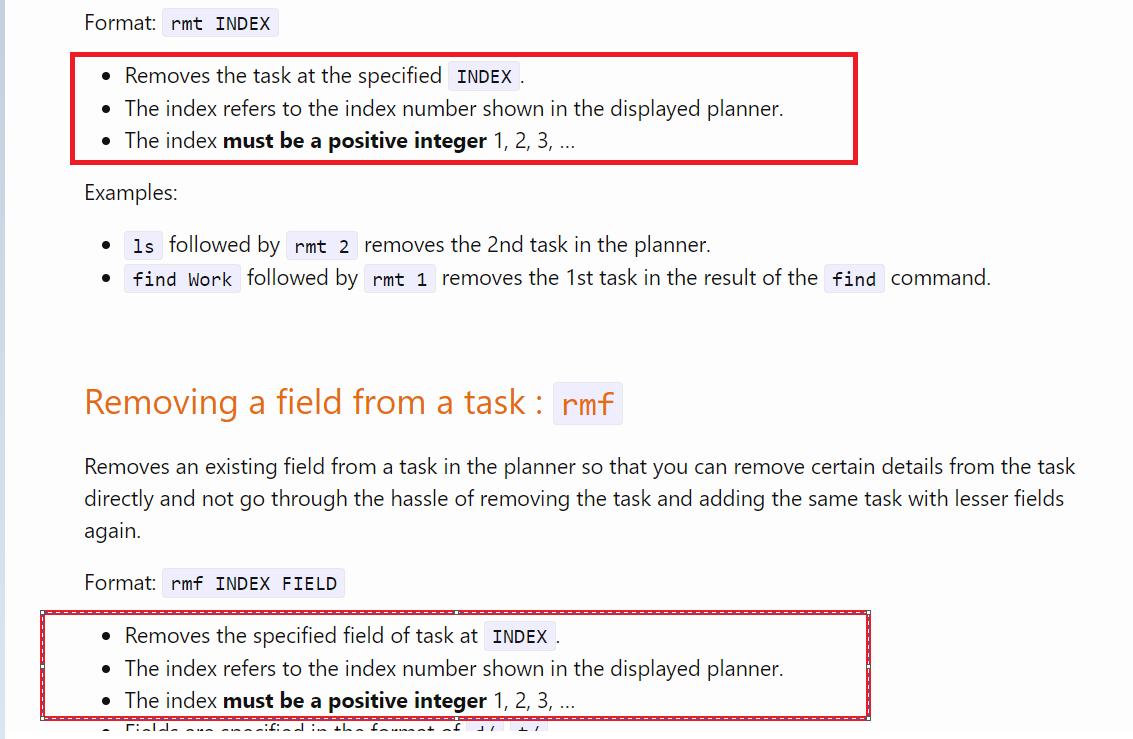 Format: rmt INDEX
• Removes the task at the specified INDEX.
• The index refers to the index number shown in the displayed planner.
• The index must be a positive integer 1, 2, 3, …
Examples:
• ls followed by rmt 2 removes the 2nd task in the planner.
• find Work followed by rmt 1 removes the 1st task in the result of the find command.
Removing a field from a task : rmf
Removes an existing field from a task in the planner so that you can remove certain details from the task
directly and not go through the hassle of removing the task and adding the same task with lesser fields
again.
Format: rmf INDEX FIELD
• Removes the specified field of task at INDEX.
• The index refers to the index number shown in the displayed planner.
• The index must be a positive integer 1, 2, 3, …
• Fields are specified in the format of d/ t/